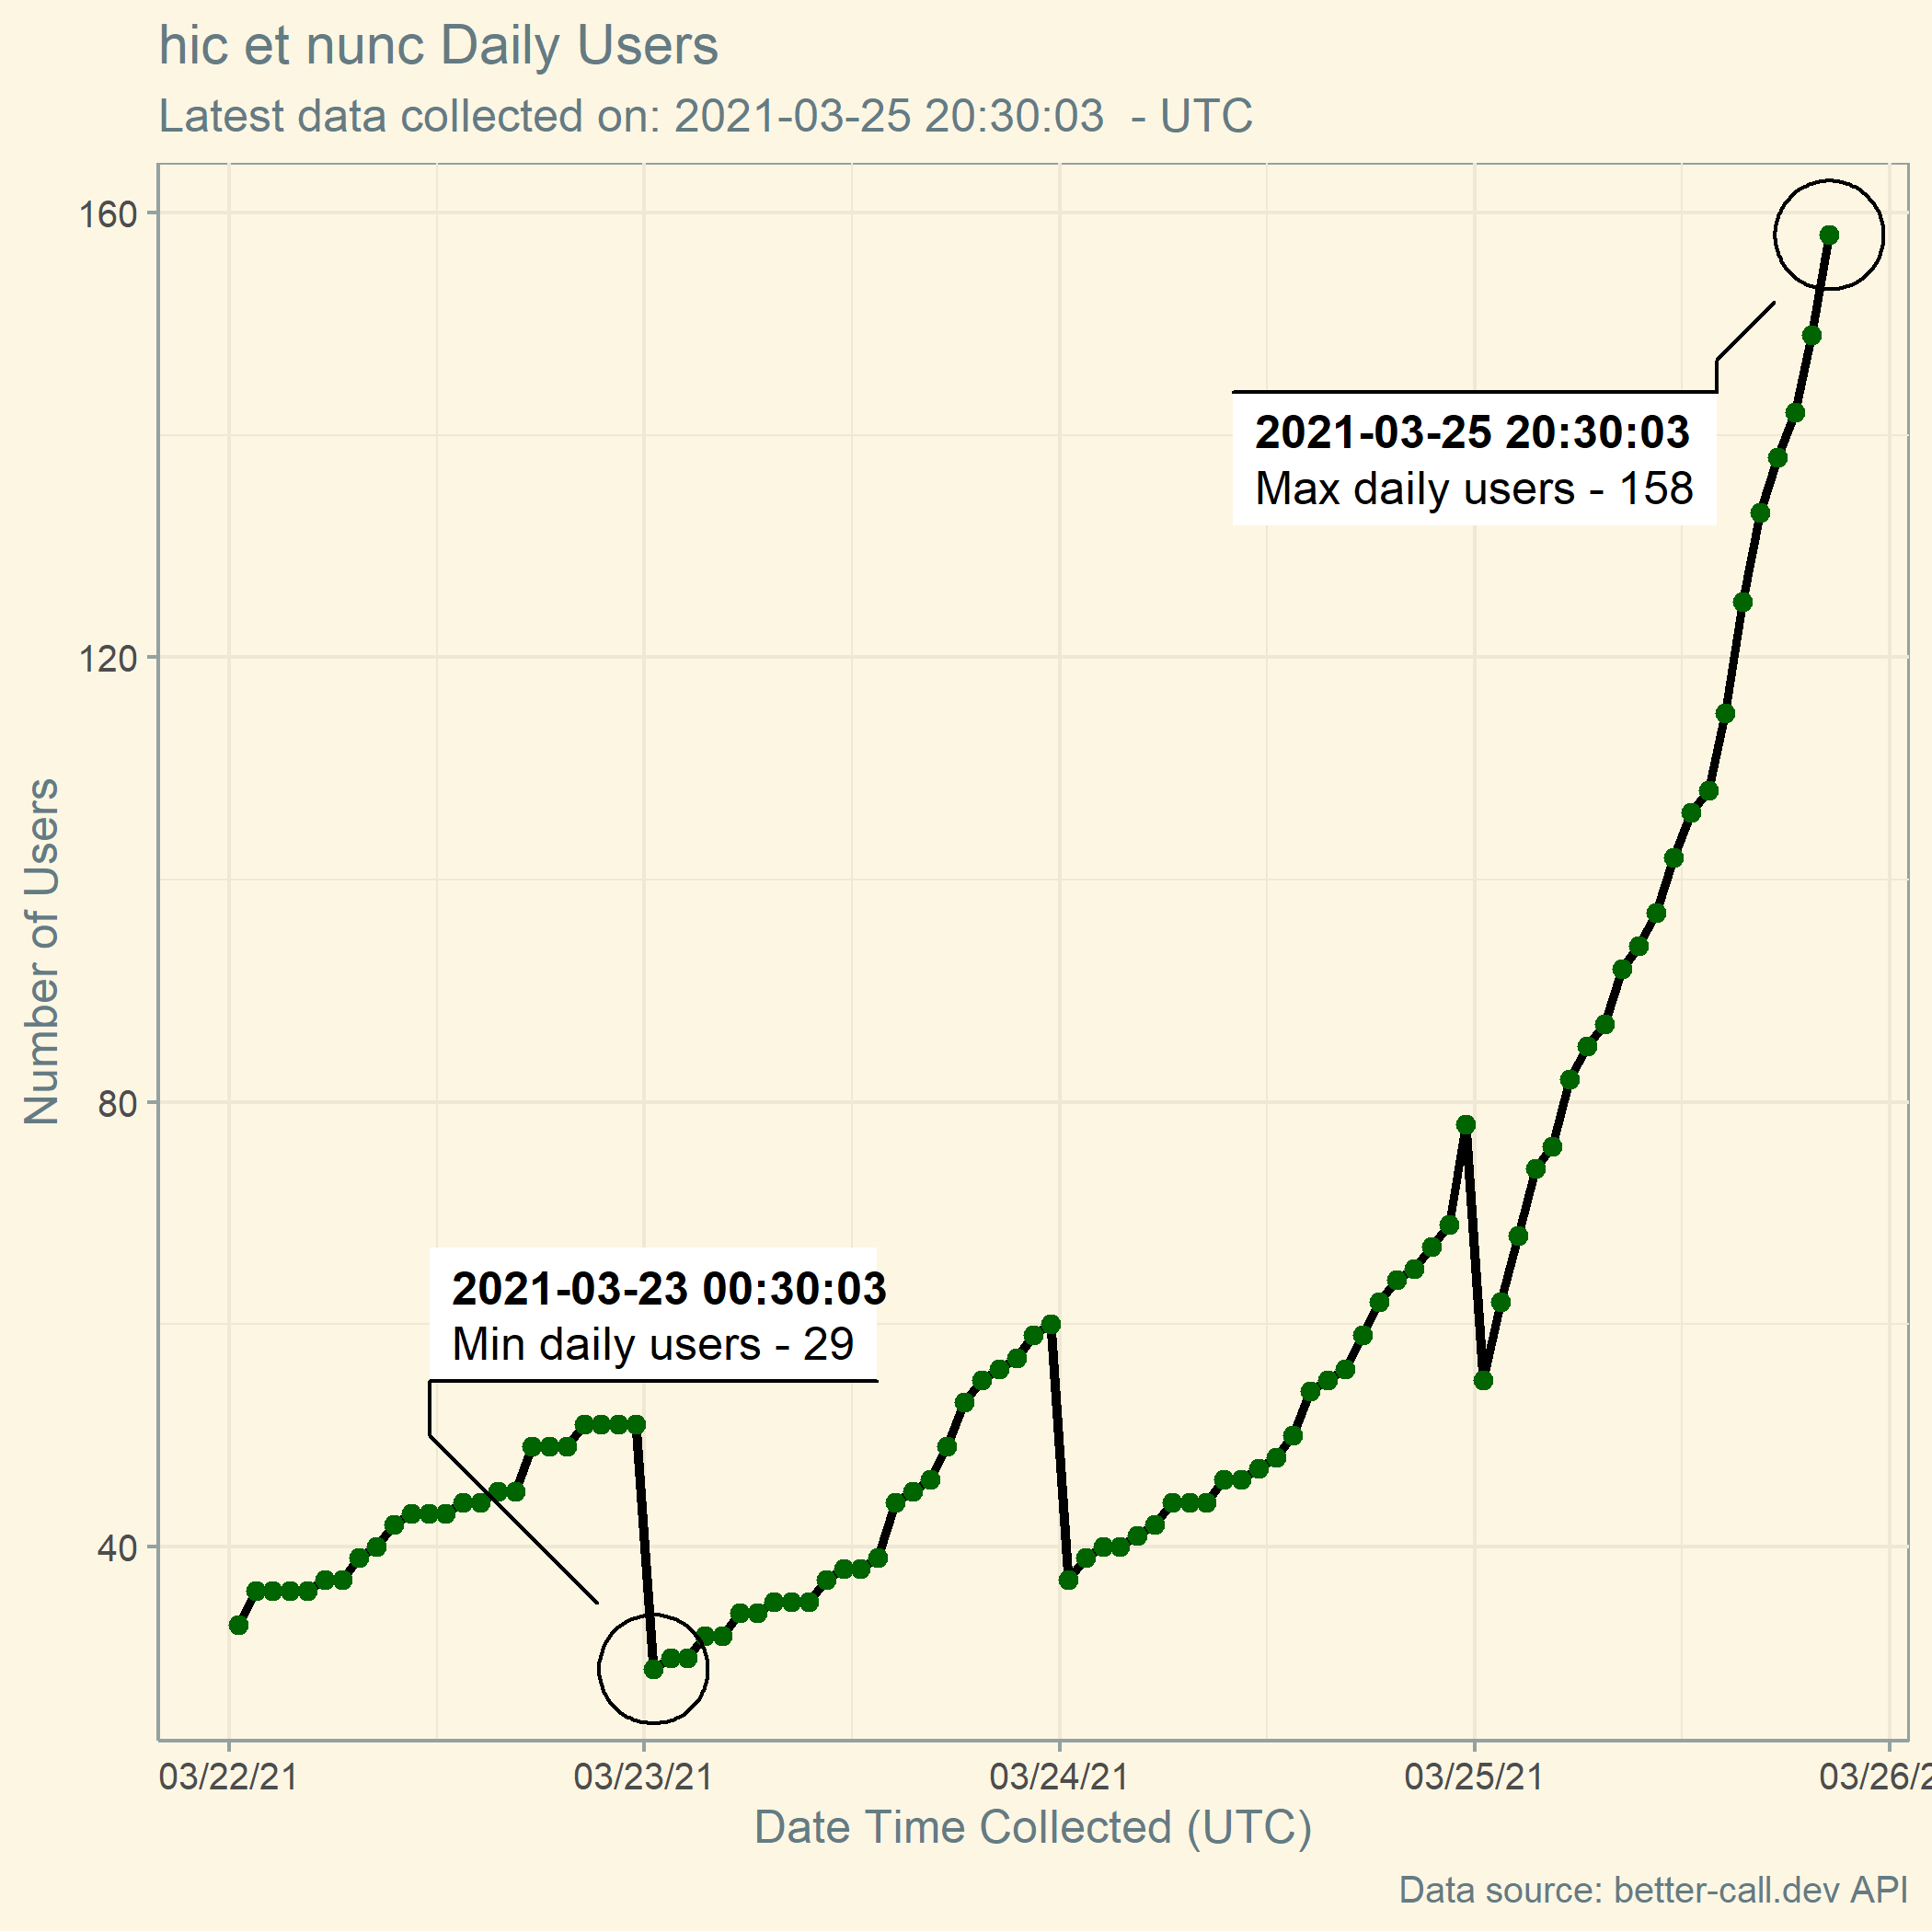 hic et nunc Daily Users
Latest data collected on: 2021-03-25 20:30:03  - UTC
160
120
80
40
Number of Users
2021-03-25 20:30:03
Max daily users - 158
2021-03-23 00:30:03
Min daily users - 29
03/22/21
03/23/21
03/24/21
03/25/21
03/26/2
Date Time Collected (UTC)
Data source: better-call.dev API